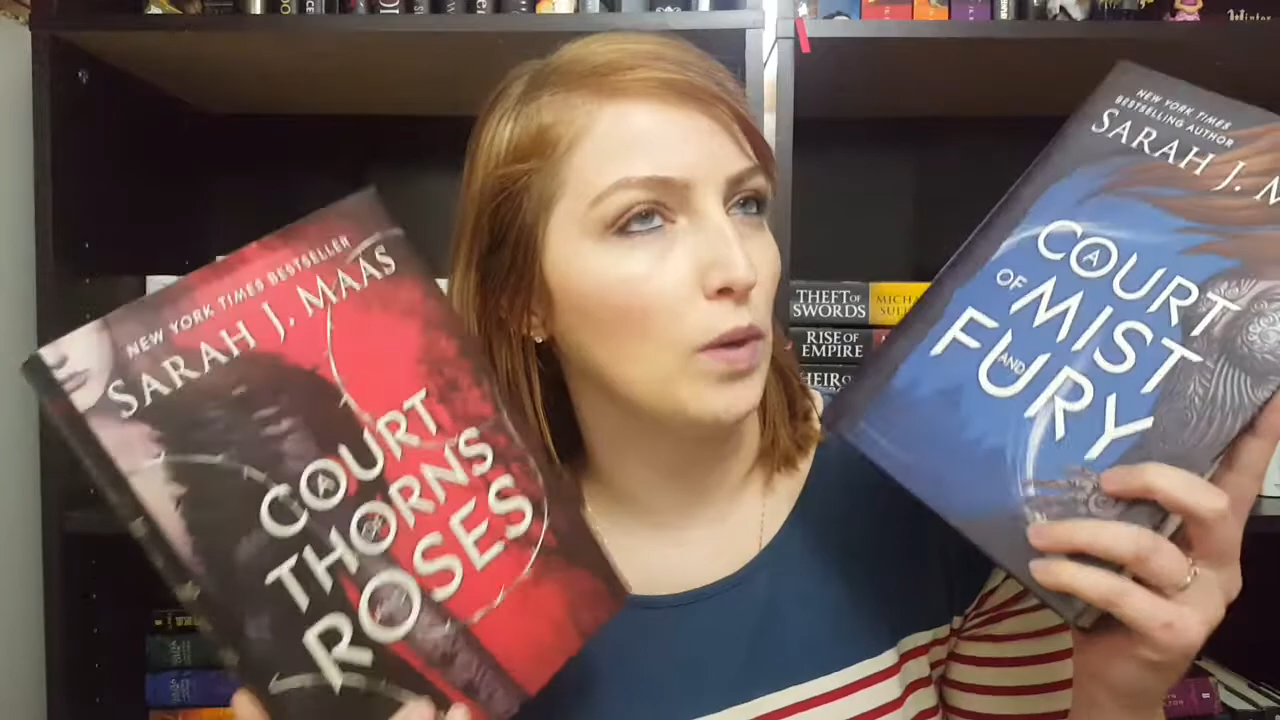 NEW YORK TIMES BESTSELLER
SARAH J. MAAS
A
COURT
OF
THORNS
AND
ROSES
NEW YORK TIMES
BESTSELLING AUTHOR
SARAH J. M
A
COURT
OF MIST
AND
FURY
THEFT OF
SWORDS
RISE OF
EMPIRE
Winter